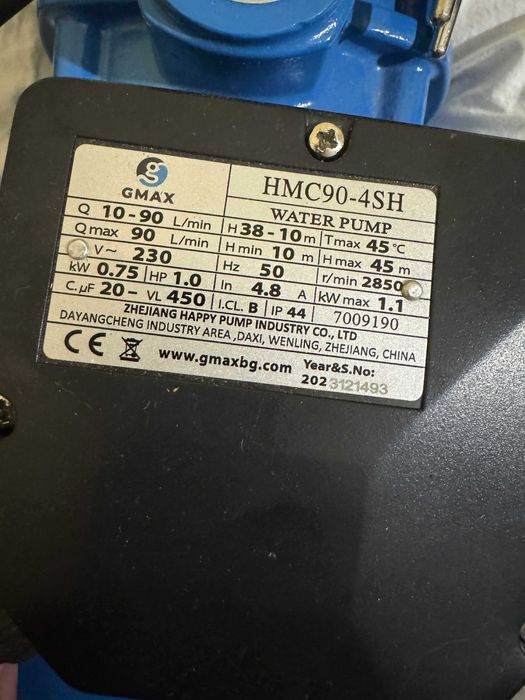 g
GMAX
HMC90-4SH
WATER PUMP
Q 10-90 L/min H 38-10 m Tmax 45 °C
Qmax 90 L/min H min 10 m H max 45 m
V~ 230 Hz 50 r/min 2850
kW 0.75 HP 1.0 In 4.8 A kW max 1.1
C.µF 20- VL 450 I.CL. B IP 44 7009190
ZHEJIANG HAPPY PUMP INDUSTRY CO., LTD
DAYANGCHENG INDUSTRY AREA ,DAXI, WENLING, ZHEJIANG, CHINA
CE www.gmaxbg.com Year&S.No:
202 3121493